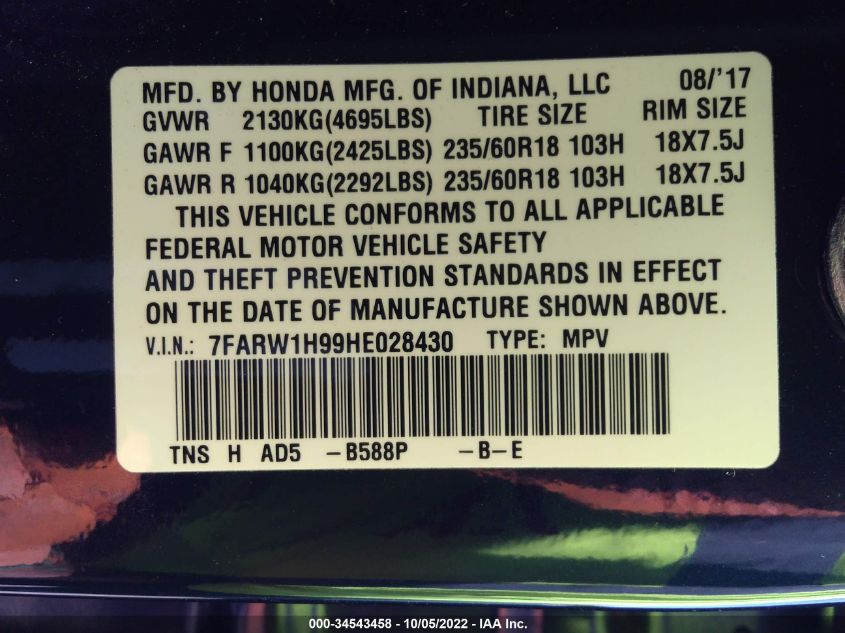 MFD. BY HONDA MFG. OF INDIANA, LLC 08/'17
GVWR 2130KG(4695LBS) TIRE SIZE RIM SIZE
GAWR F 1100KG(2425LBS) 235/60R18 103H 18X7.5J
GAWR R 1040KG(2292LBS) 235/60R18 103H 18X7.5J
THIS VEHICLE CONFORMS TO ALL APPLICABLE
FEDERAL MOTOR VEHICLE SAFETY
AND THEFT PREVENTION STANDARDS IN EFFECT
ON THE DATE OF MANUFACTURE SHOWN ABOVE.
V.I.N.: 7FARW1H99HE028430 TYPE: MPV
TNS H AD5 -B588P -B-E
000-34543458 - 10/05/2022 - IAA Inc.